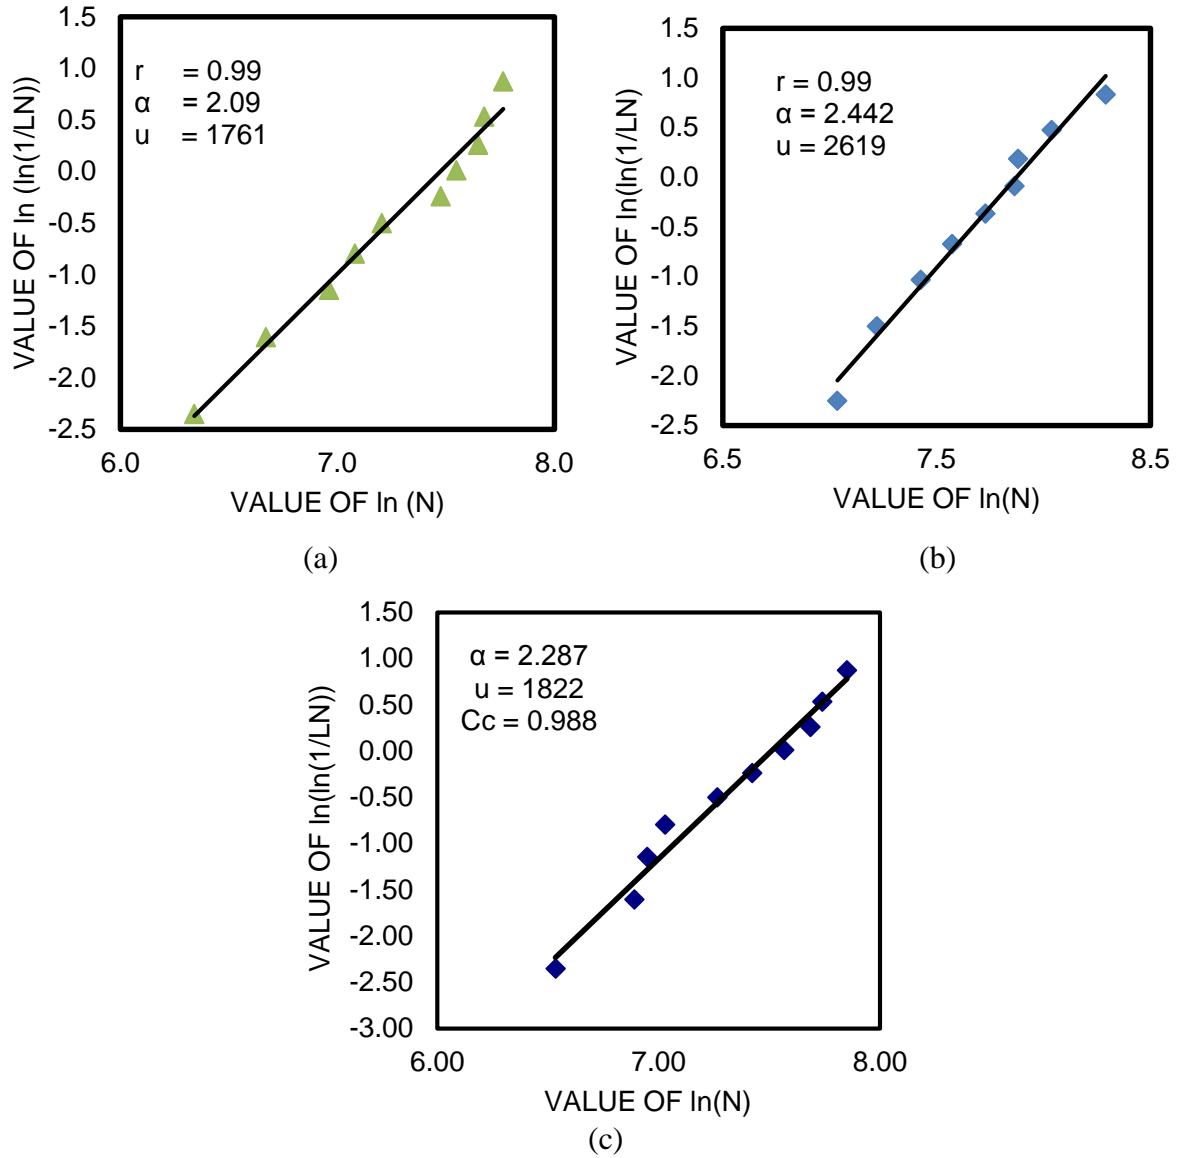 1.5
1.0
0.5
0.0
-0.5
-1.0
-1.5
-2.0
-2.5
VALUE OF ln (ln(1/LN))
r = 0.99
α = 2.09
u = 1761
6.0 7.0 8.0
VALUE OF ln (N)
(a)
1.5
1.0
0.5
0.0
-0.5
-1.0
-1.5
-2.0
-2.5
VALUE OF ln(ln(1/LN)
r = 0.99
α = 2.442
u = 2619
6.5 7.5 8.5
VALUE OF ln(N)
(b)
1.50
1.00
0.50
0.00
-0.50
-1.00
-1.50
-2.00
-2.50
-3.00
VALUE OF ln(ln(1/LN))
α = 2.287
u = 1822
Cc = 0.988
6.00 7.00 8.00
VALUE OF ln(N)
(c)